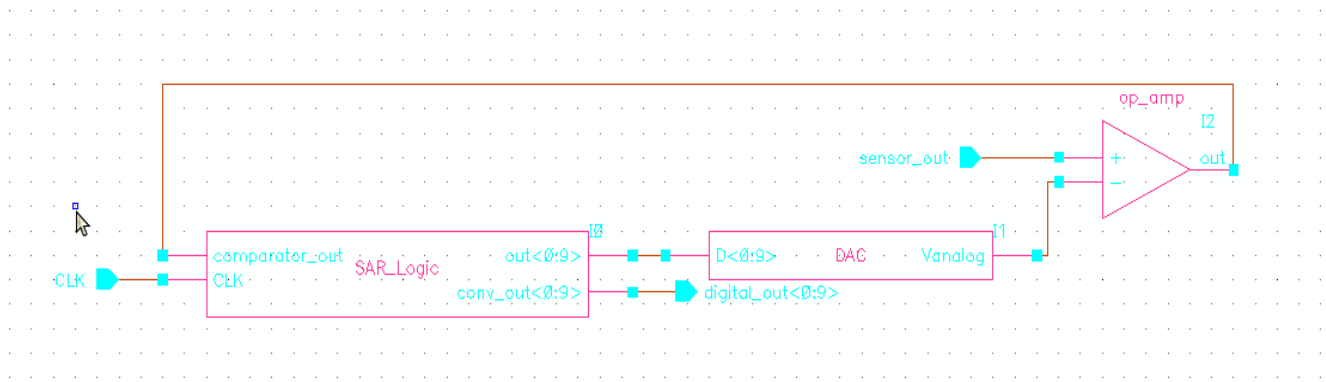 op_amp
I2
sensor_out
+
out
−
I0
I1
comparator_out
out<0:9>
D<0:9>
DAC
Vanalog
SAR_Logic
CLK
CLK
conv_out<0:9>
digital_out<0:9>